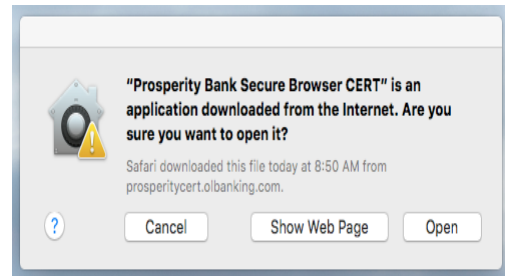 “Prosperity Bank Secure Browser CERT” is an
application downloaded from the Internet. Are you
sure you want to open it?
Safari downloaded this file today at 8:50 AM from
prosperitycert.olbanking.com.
?
Cancel
Show Web Page
Open